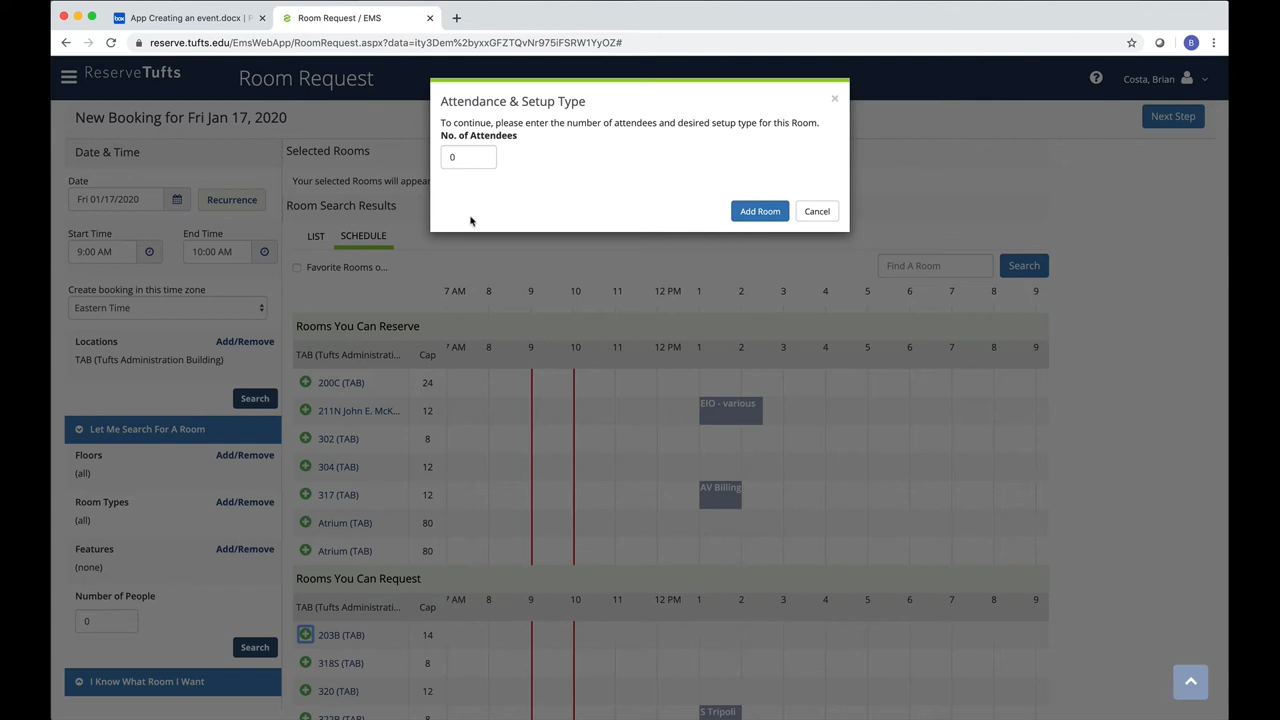 App Creating an event.docx | P
Room Request / EMS
reserve.tufts.edu/EmsWebApp/RoomRequest.aspx?data=ity3Dem%2byxxGFZTQvNr975iFSRW1YyOZ#
B
ReserveTufts
Room Request
Costa, Brian
New Booking for Fri Jan 17, 2020
Next Step
Attendance & Setup Type
To continue, please enter the number of attendees and desired setup type for this Room.
No. of Attendees
0
Add Room
Cancel
Date & Time
Date
Fri 01/17/2020
Recurrence
Start Time
End Time
9:00 AM
10:00 AM
Create booking in this time zone
Eastern Time
Locations
Add/Remove
TAB (Tufts Administration Building)
Search
Let Me Search For A Room
Floors
Add/Remove
(all)
Room Types
Add/Remove
(all)
Features
Add/Remove
(none)
Number of People
0
Search
I Know What Room I Want
Selected Rooms
Your selected Rooms will appear
Room Search Results
LIST
SCHEDULE
Favorite Rooms o...
Find A Room
Search
7 AM 8 9 10 11 12 PM 1 2 3 4 5 6 7 8 9
Rooms You Can Reserve
TAB (Tufts Administrati... Cap
7 AM 8 9 10 11 12 PM 1 2 3 4 5 6 7 8 9
200C (TAB) 24
211N John E. McK... 12
EIO - various
302 (TAB) 8
304 (TAB) 12
317 (TAB) 12
AV Billing
Atrium (TAB) 80
Atrium (TAB) 80
Rooms You Can Request
TAB (Tufts Administrati... Cap
7 AM 8 9 10 11 12 PM 1 2 3 4 5 6 7 8 9
203B (TAB) 14
318S (TAB) 8
320 (TAB) 12
322B (TAB) 8
S Tripoli